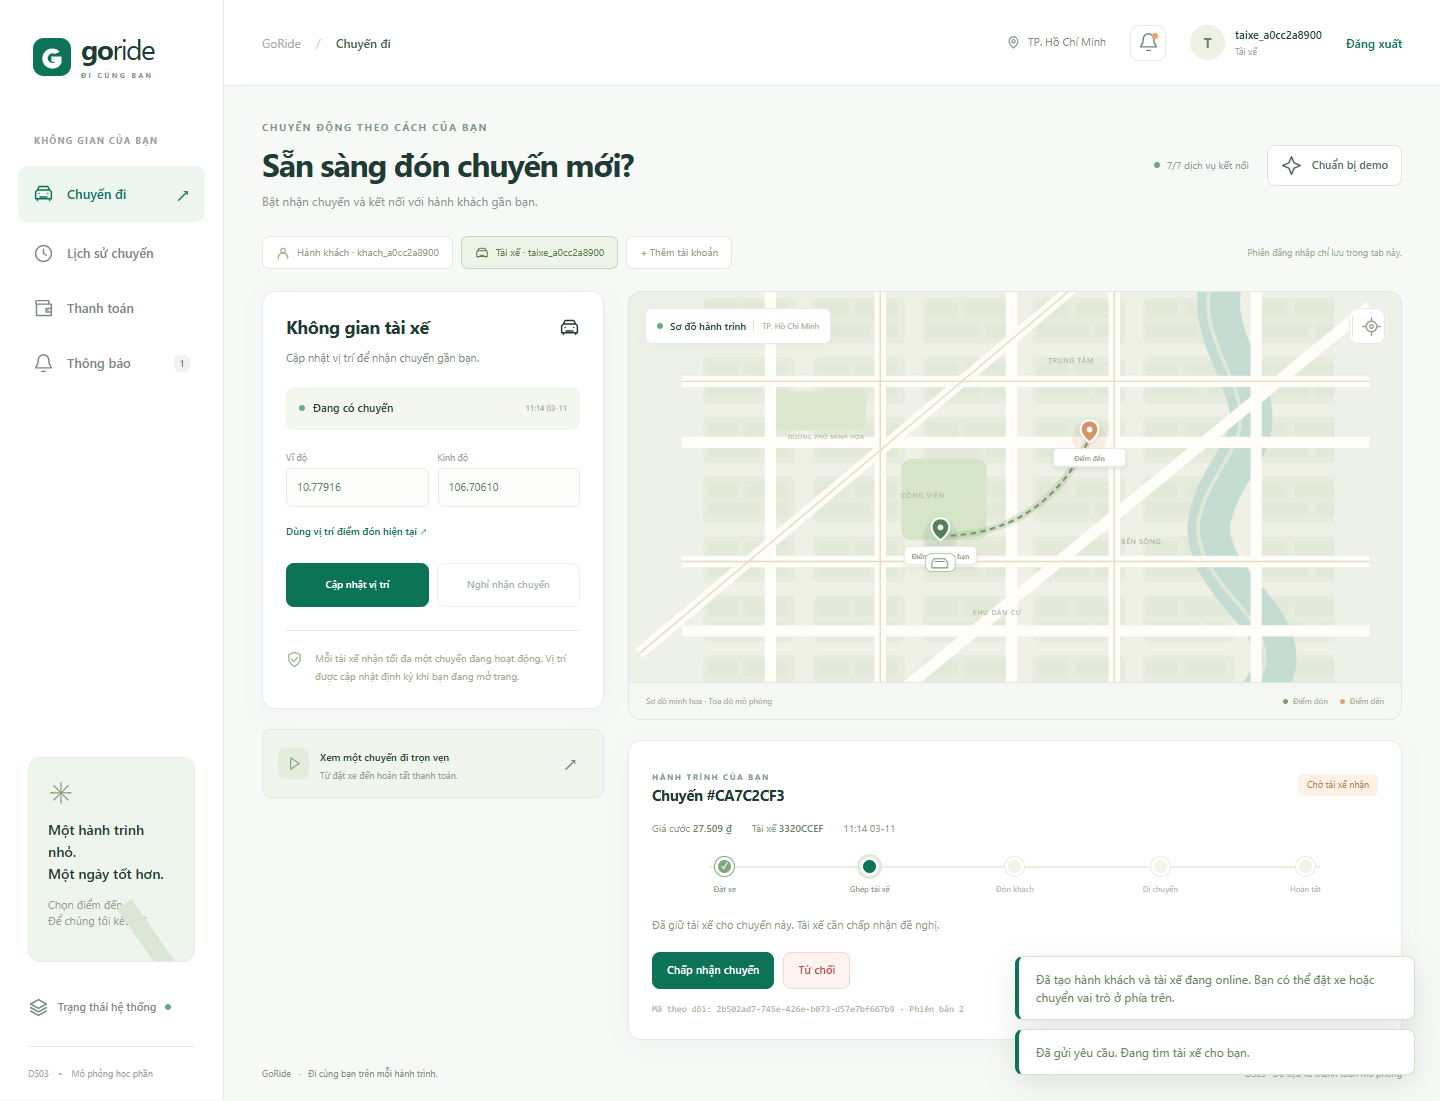 goride
ĐI CÙNG BẠN
GoRide / Chuyến đi
TP. Hồ Chí Minh
T
taixe_a0cc2a8900
Tài xế
Đăng xuất
KHÔNG GIAN CỦA BẠN
Chuyến đi
Lịch sử chuyến
Thanh toán
Thông báo
1
CHUYỂN ĐỘNG THEO CÁCH CỦA BẠN
Sẵn sàng đón chuyến mới?
Bật nhận chuyến và kết nối với hành khách gần bạn.
7/7 dịch vụ kết nối
Chuẩn bị demo
Hành khách · khach_a0cc2a8900
Tài xế · taixe_a0cc2a8900
+ Thêm tài khoản
Phiên đăng nhập chỉ lưu trong tab này.
Không gian tài xế
Cập nhật vị trí để nhận chuyến gần bạn.
Đang có chuyến
11:14 03-11
Vĩ độ
Kinh độ
10.77916
106.70610
Dùng vị trí điểm đón hiện tại
Cập nhật vị trí
Nghỉ nhận chuyến
Mỗi tài xế nhận tối đa một chuyến đang hoạt động. Vị trí
được cập nhật định kỳ khi bạn đang mở trang.
Xem một chuyến đi trọn vẹn
Từ đặt xe đến hoàn tất thanh toán.
Sơ đồ hành trình
TP. Hồ Chí Minh
TRUNG TÂM
ĐƯỜNG PHỐ MINH HỌA
Điểm đến
CÔNG VIÊN
bạn
BẾN SÔNG
KHU DÂN CƯ
Sơ đồ minh họa · Tọa độ mô phỏng
Điểm đón
Điểm đến
HÀNH TRÌNH CỦA BẠN
Chuyến #CA7C2CF3
Chờ tài xế nhận
Giá cước 27.509 ₫
Tài xế 3320CCEF
11:14 03-11
Đặt xe
Ghép tài xế
Đón khách
Di chuyển
Hoàn tất
Đã giữ tài xế cho chuyến này. Tài xế cần chấp nhận đề nghị.
Chấp nhận chuyến
Từ chối
Mã theo dõi: 2b502ad7-745e-426e-b073-d57e7bf667b9 · Phiên bản 2
Đã tạo hành khách và tài xế đang online. Bạn có thể đặt xe hoặc
chuyển vai trò ở phía trên.
Đã gửi yêu cầu. Đang tìm tài xế cho bạn.
Một hành trình
nhỏ.
Một ngày tốt hơn.
Chọn điểm đến
Để chúng tôi
Trạng thái hệ thống
DS03 • Mô phỏng học phần
GoRide · Đi cùng bạn trên mỗi hành trình.